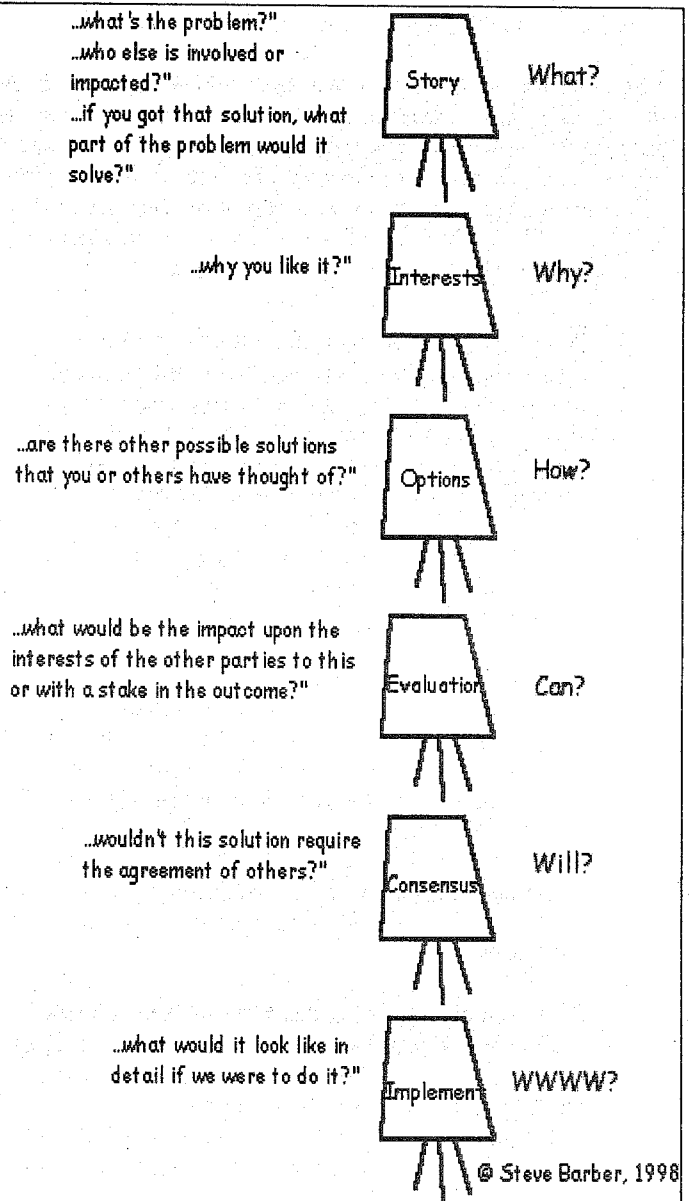 ...what's the problem?"
...who else is involved or
impacted?"
...if you got that solution, what
part of the problem would it
solve?"
Story
What?
...why you like it?"
Interests
Why?
...are there other possible solutions
that you or others have thought of?"
Options
How?
...what would be the impact upon the
interests of the other parties to this
or with a stake in the outcome?"
Evaluation
Can?
...wouldn't this solution require
the agreement of others?"
Consensus
Will?
...what would it look like in
detail if we were to do it?"
Implement
WWWW?
© Steve Barber, 1998